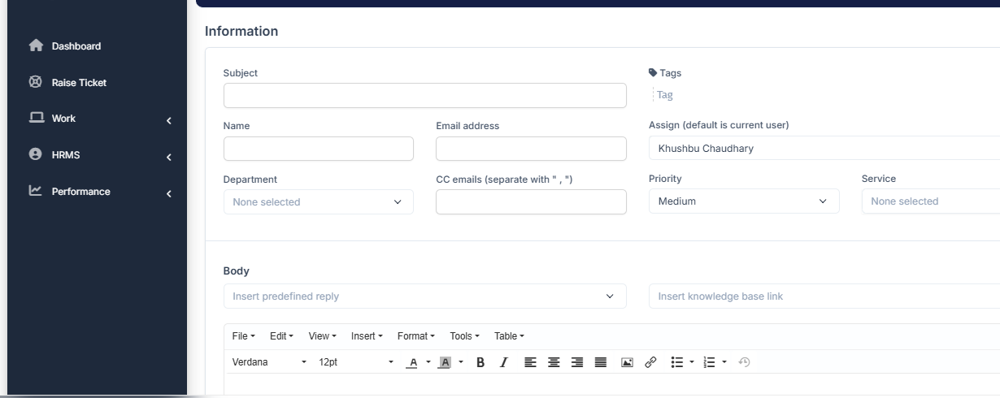 Dashboard
Raise Ticket
Work
HRMS
Performance
Information
Subject
Tags
Tag
Name
Email address
Assign (default is current user)
Khushbu Chaudhary
Department
CC emails (separate with " , ")
Priority
Service
None selected
Medium
None selected
Body
Insert predefined reply
Insert knowledge base link
File Edit View Insert Format Tools Table
Verdana 12pt A A B I